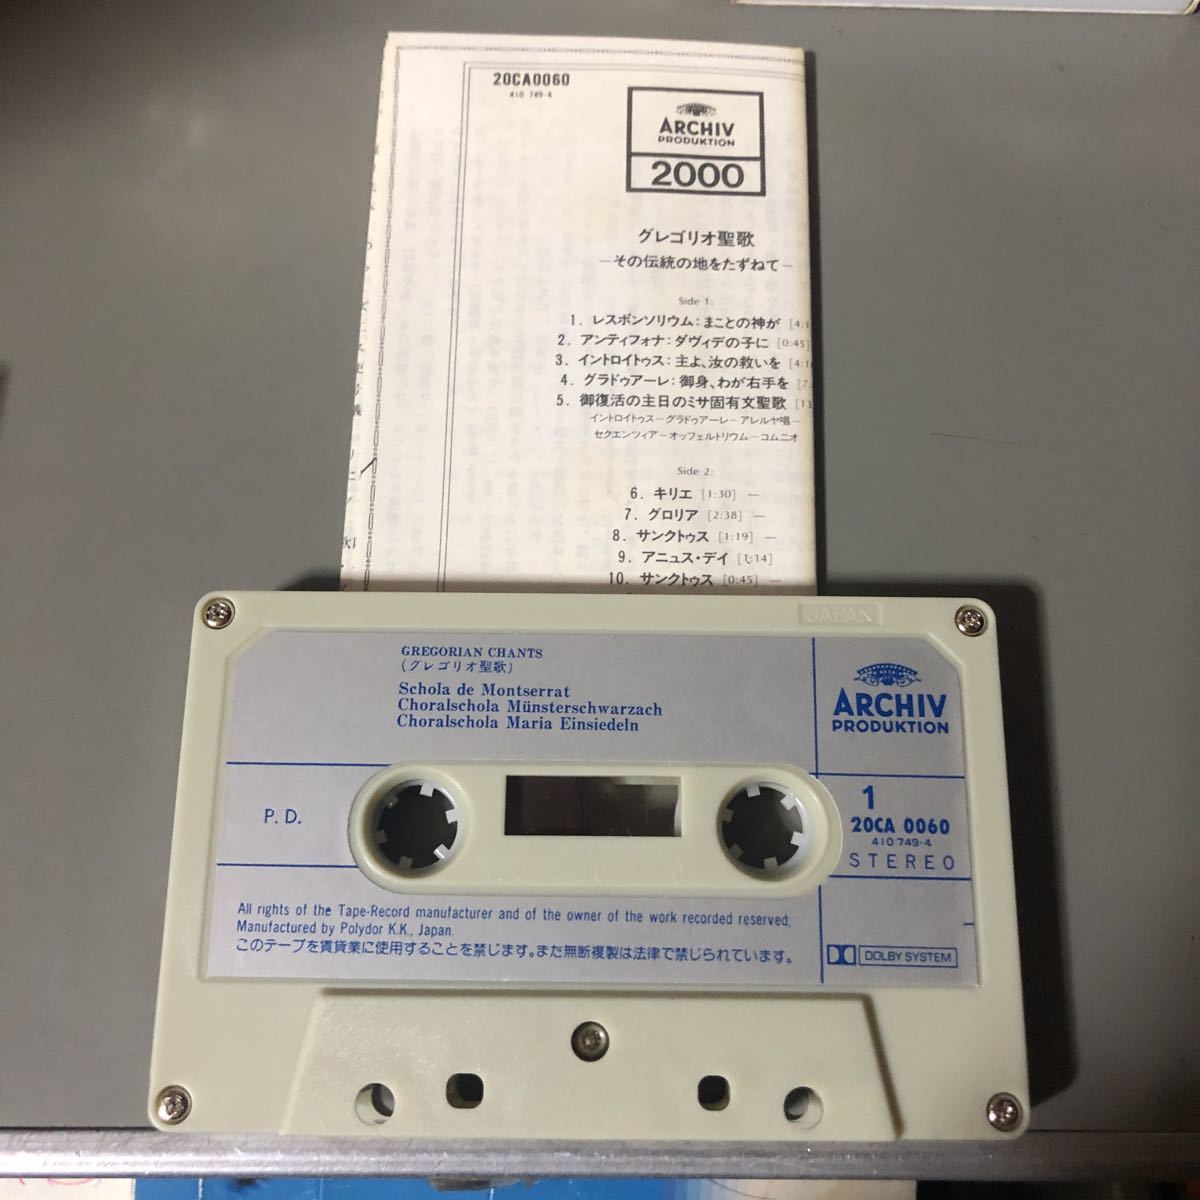 20CA0060
410 749-4
ARCHIV
PRODUKTION
2000
グレゴリオ聖歌
—その伝統の地をたずねて—
Side 1:
1. レスポンソリウム：まことの神が
2. アンティフォナ：ダヴィデの子に [0:45]
3. イントロイトゥス：主よ、汝の救いを
4. グラドゥアーレ：御身、わが右手を
5. 御復活の主日のミサ固有文聖歌
イントロイトゥス—グラドゥアーレ—アレルヤ唱—
セクエンツィア—オッフェルトリウム—コムニオ
Side 2:
6. キリエ [1:30] —
7. グロリア [2:38] —
8. サンクトゥス [1:19] —
9. アニュス・デイ [1:14]
10. サンクトゥス [0:45] —
JAPAN
GREGORIAN CHANTS
(グレゴリオ聖歌)
Schola de Montserrat
Choralschola Münsterschwarzach
Choralschola Maria Einsiedeln
ARCHIV
PRODUKTION
P. D.
1
20CA 0060
410 749-4
STEREO
All rights of the Tape-Record manufacturer and of the owner of the work recorded reserved.
Manufactured by Polydor K.K., Japan.
このテープを賃貸業に使用することを禁じます。また無断複製は法律で禁じられています。
DOLBY SYSTEM